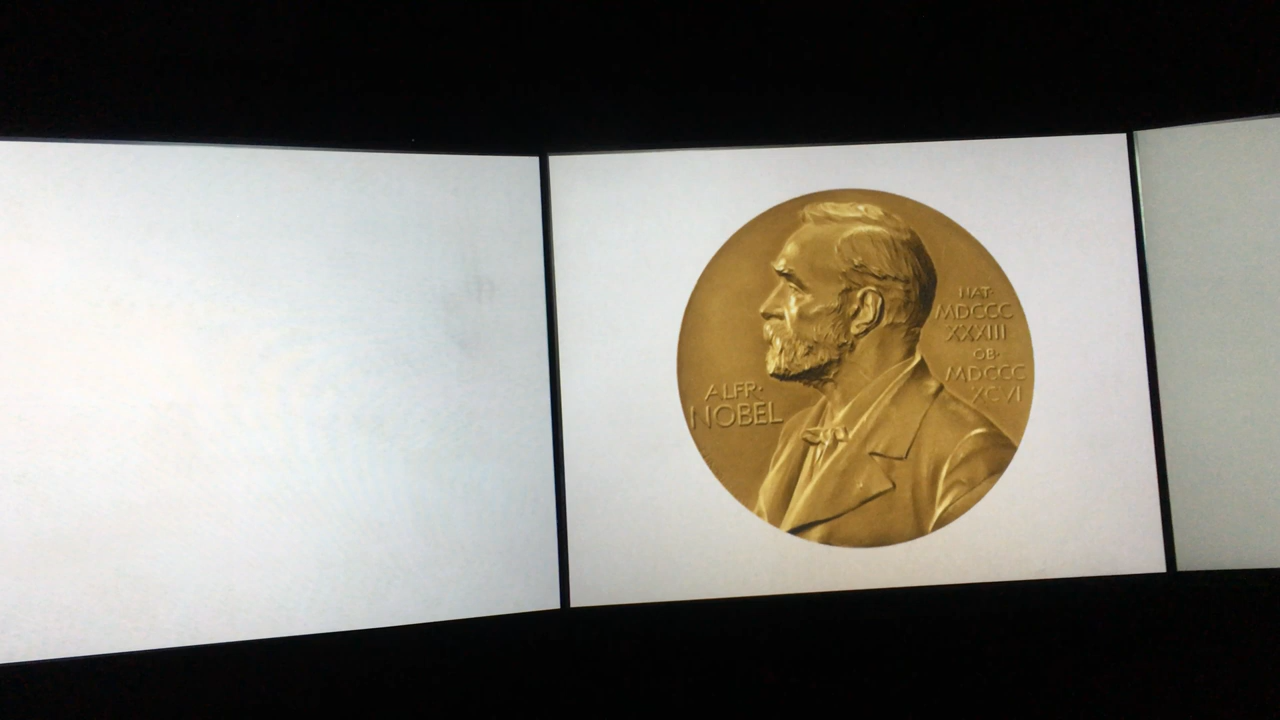 ALFR·
NOBEL
NAT·
MDCCC
XXXIII
OB·
MDCCC
XCVI